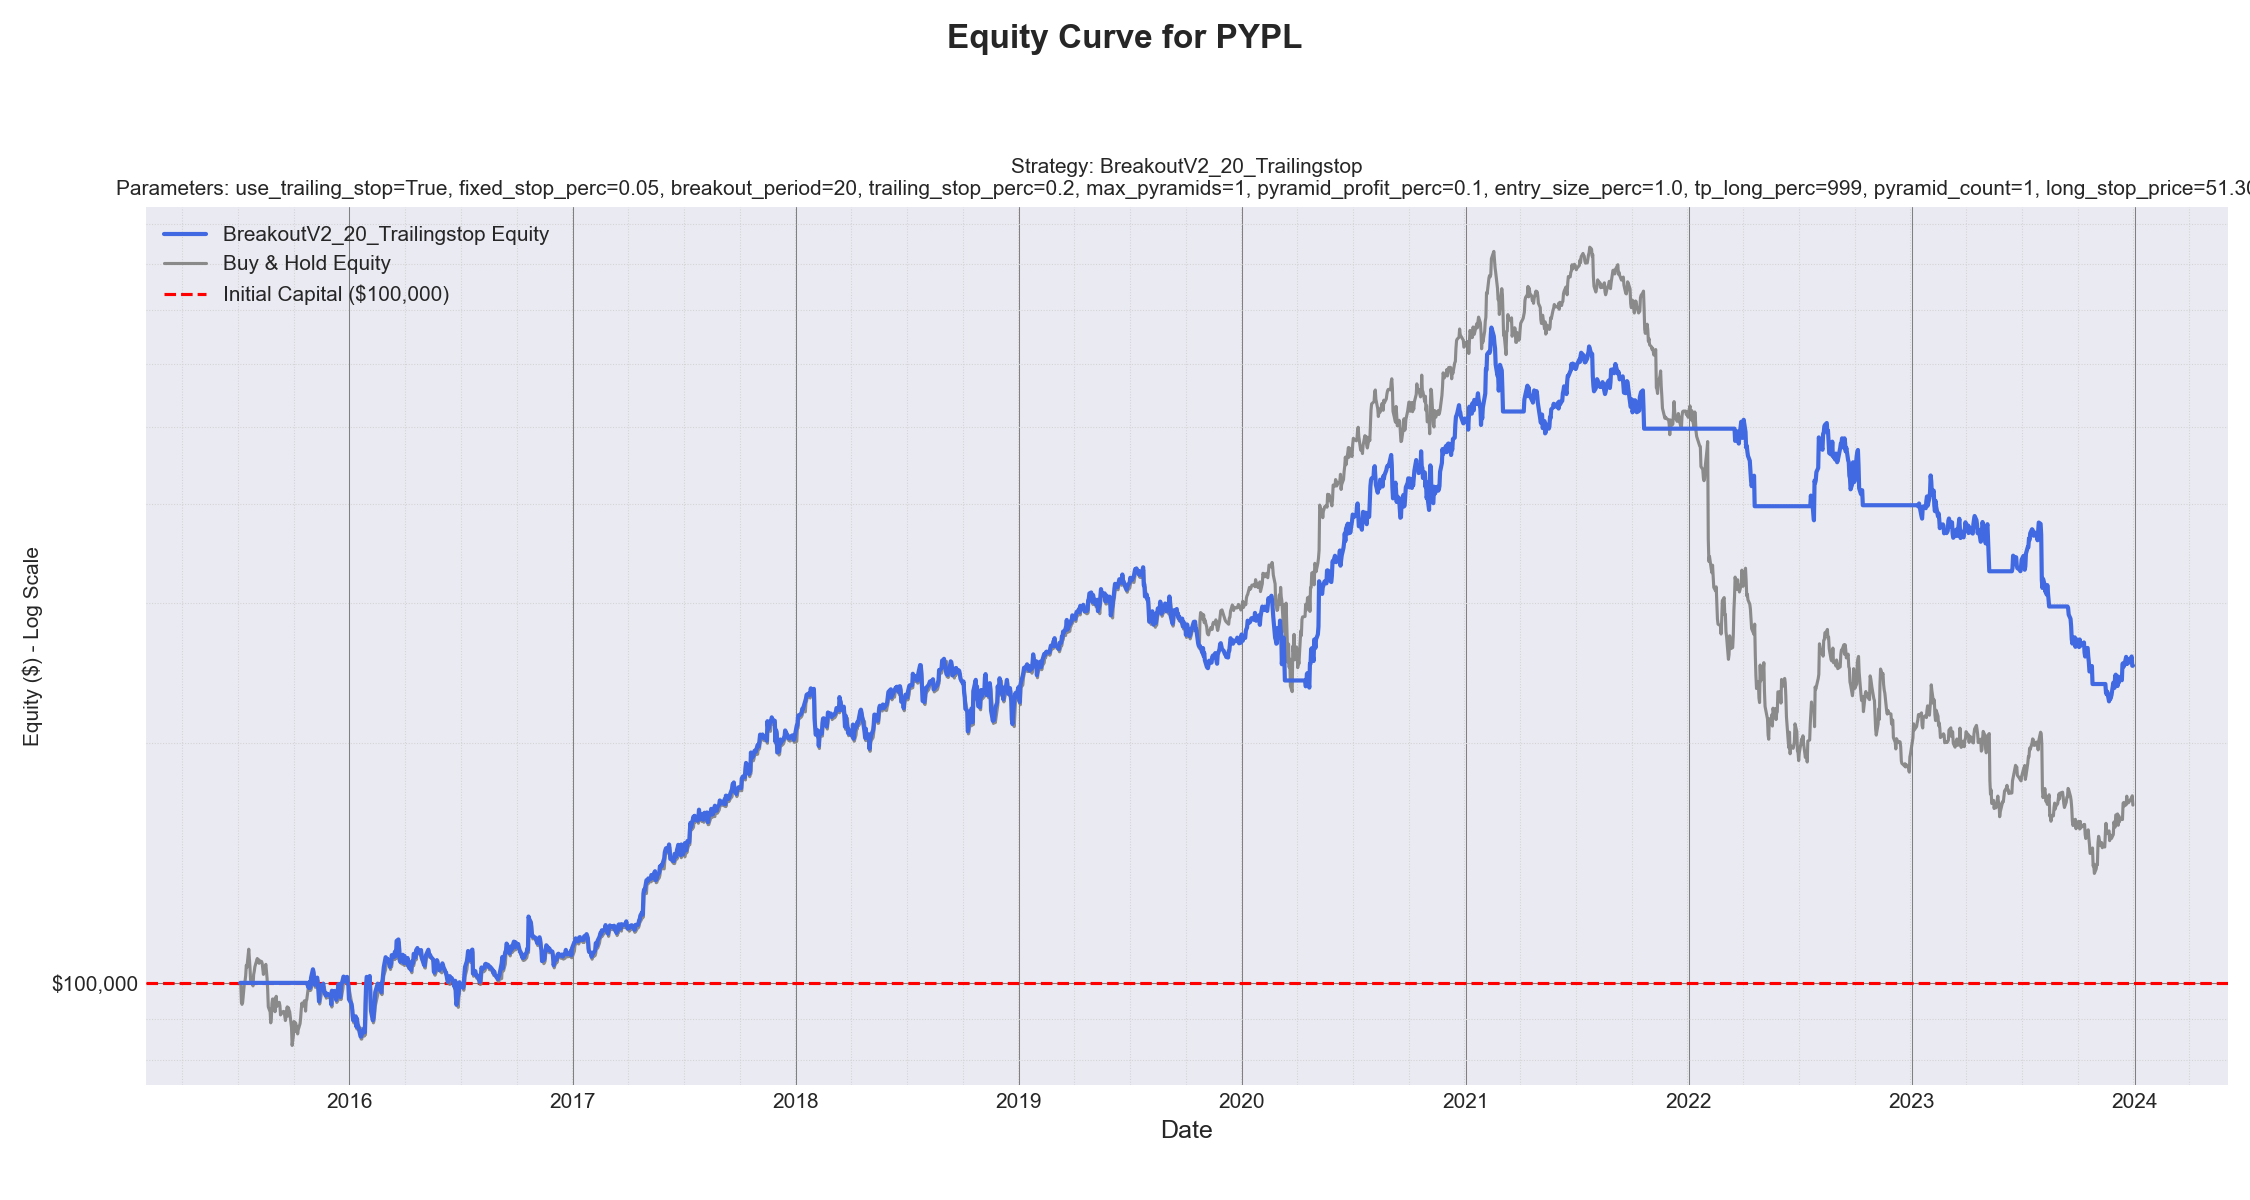 Equity Curve for PYPL
Strategy: BreakoutV2_20_Trailingstop
Parameters: use_trailing_stop=True, fixed_stop_perc=0.05, breakout_period=20, trailing_stop_perc=0.2, max_pyramids=1, pyramid_profit_perc=0.1, entry_size_perc=1.0, tp_long_perc=999, pyramid_count=1, long_stop_price=51.30
BreakoutV2_20_Trailingstop Equity
Buy & Hold Equity
Initial Capital ($100,000)
Equity ($) - Log Scale
$100,000
2016 2017 2018 2019 2020 2021 2022 2023 2024
Date